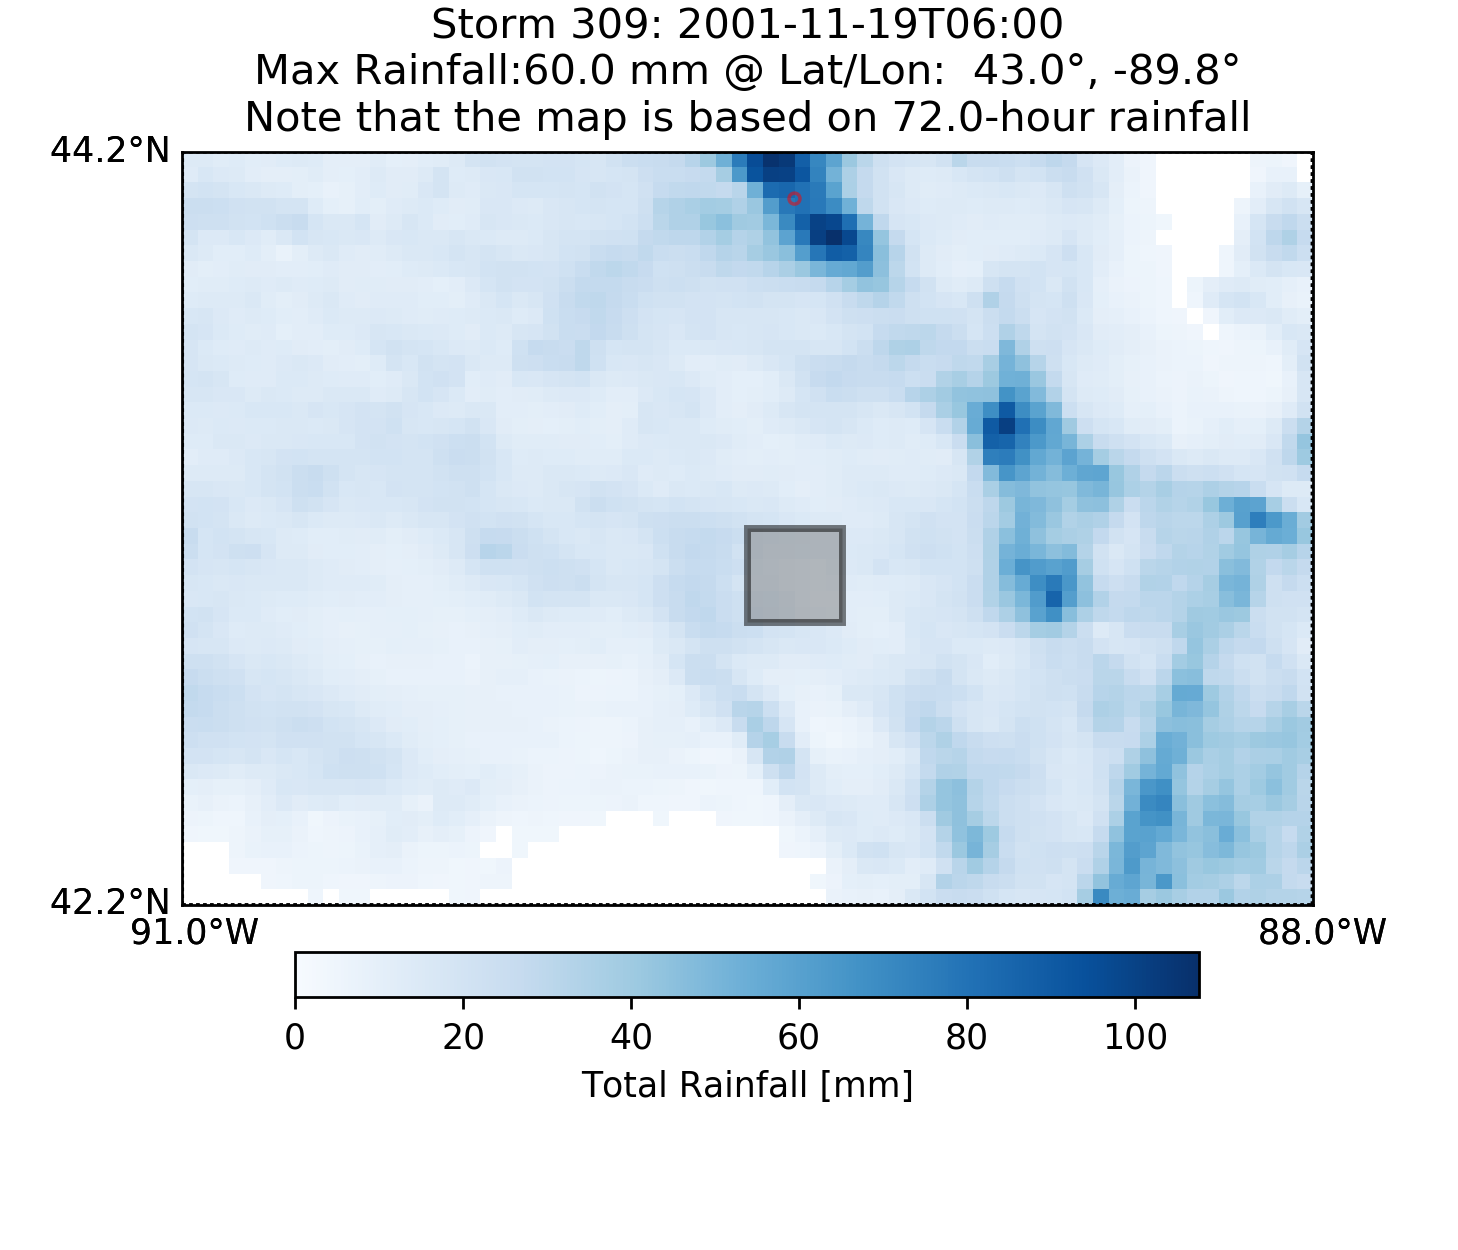 Storm 309: 2001-11-19T06:00
Max Rainfall:60.0 mm @ Lat/Lon:  43.0°, -89.8°
Note that the map is based on 72.0-hour rainfall
44.2°N
42.2°N
91.0°W 88.0°W
0 20 40 60 80 100
Total Rainfall [mm]